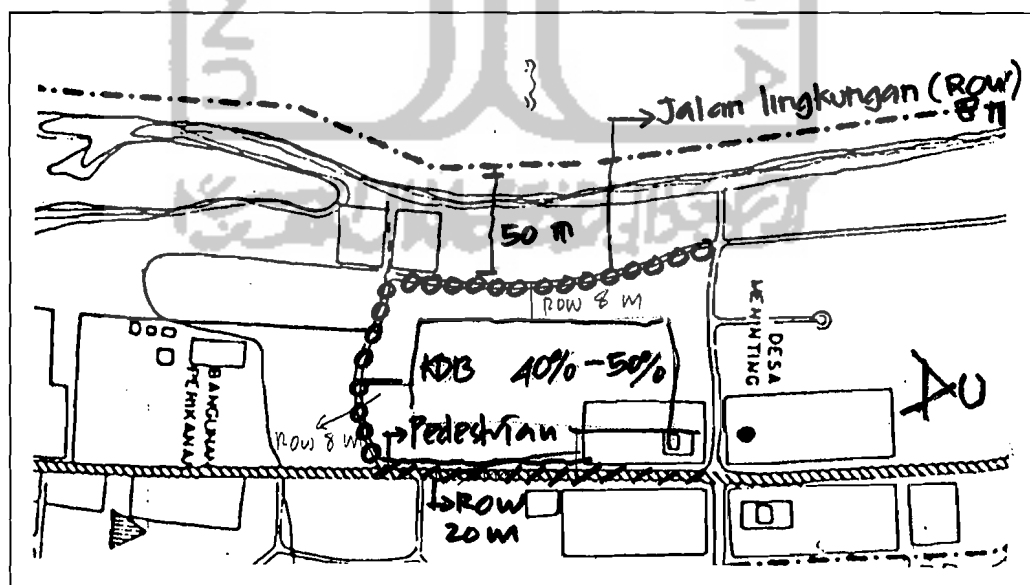 Jalan lingkungan (ROW)
8 m
50 m
ROW 8 m
MENINTING
DESA
KDB 40% - 50%
BANGUNAN
PERIKANAN
ROW 8 m
Pedestrian
ROW
20 m